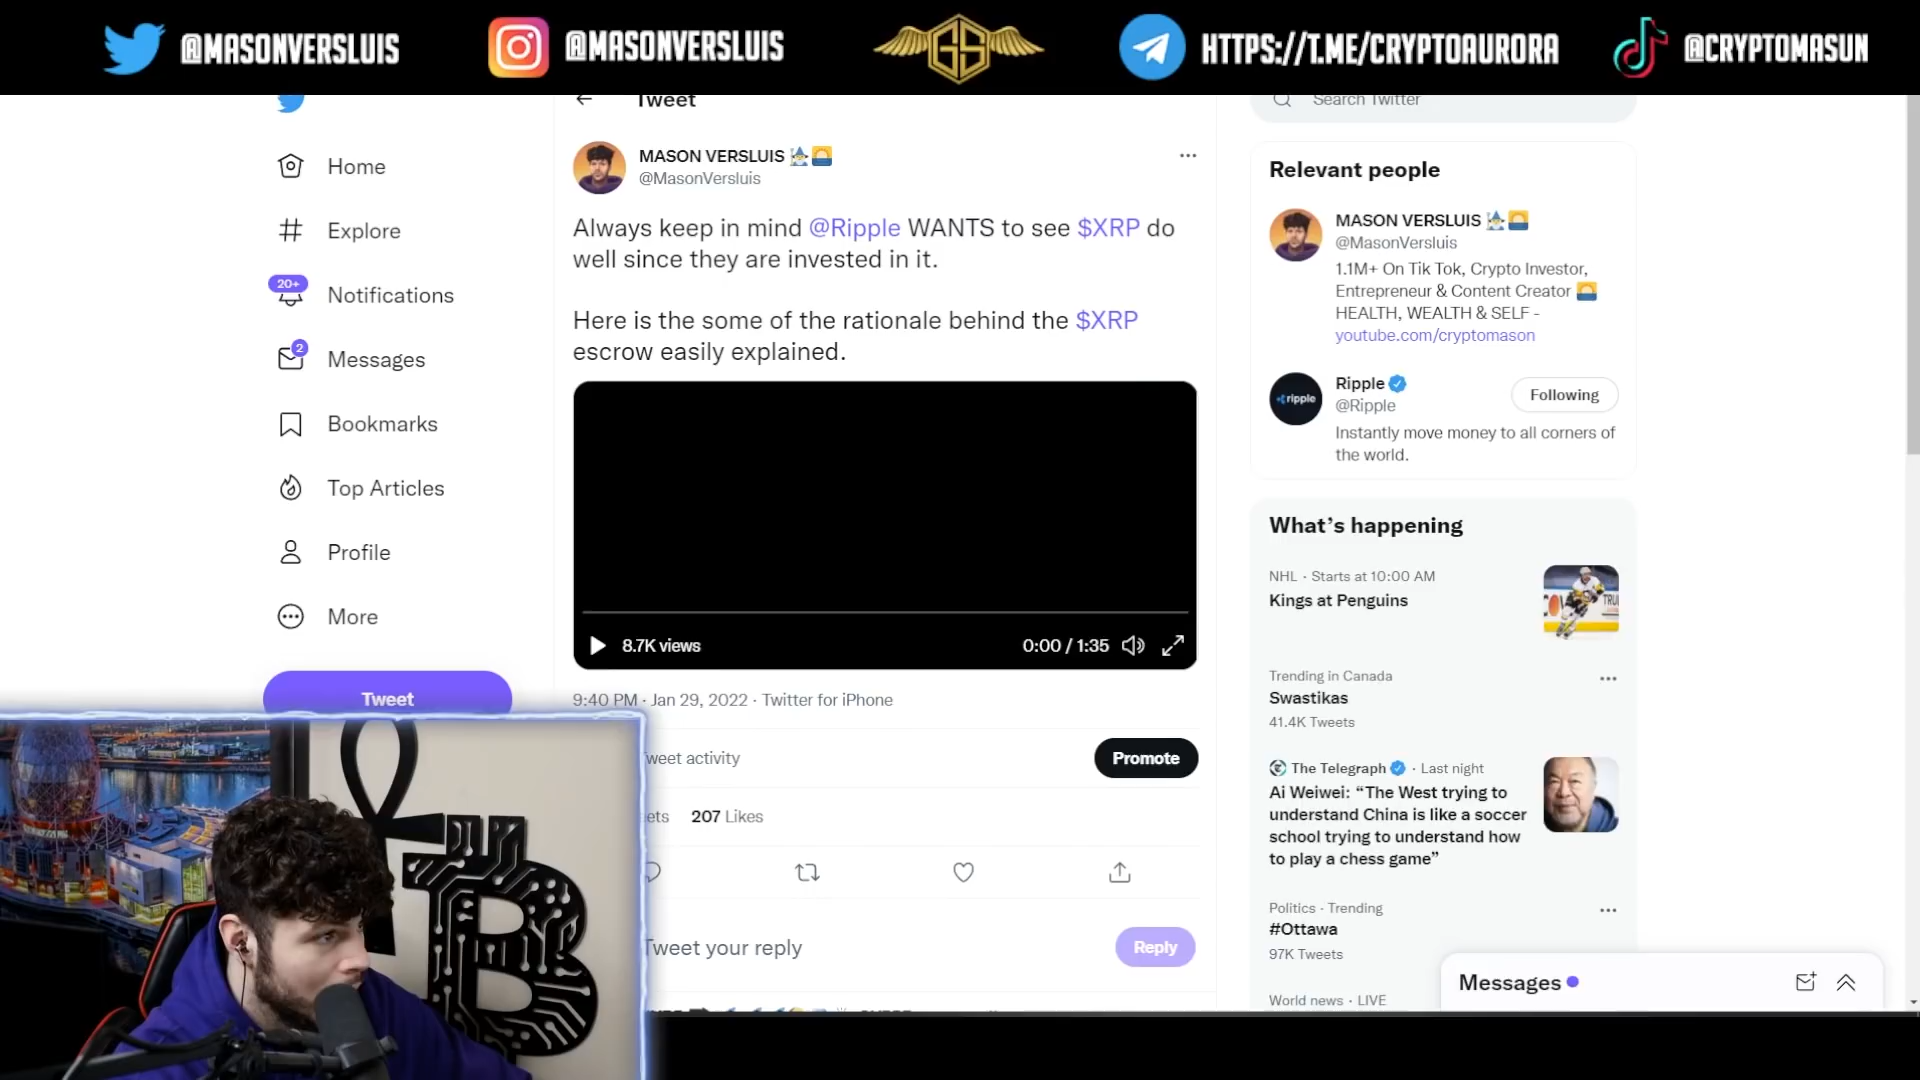 @MASONVERSLUIS
@MASONVERSLUIS
GS
HTTPS://T.ME/CRYPTOAURORA
@CRYPTOMASUN
Tweet
Search Twitter
Home
Explore
20+
Notifications
2
Messages
Bookmarks
Top Articles
Profile
More
Tweet
MASON VERSLUIS
@MasonVersluis
Always keep in mind @Ripple WANTS to see $XRP do
well since they are invested in it.
Here is the some of the rationale behind the $XRP
escrow easily explained.
8.7K views
0:00 / 1:35
9:40 PM · Jan 29, 2022 · Twitter for iPhone
weet activity
Promote
ets 207 Likes
Tweet your reply
Reply
Relevant people
MASON VERSLUIS
@MasonVersluis
1.1M+ On Tik Tok, Crypto Investor,
Entrepreneur & Content Creator
HEALTH, WEALTH & SELF -
youtube.com/cryptomason
ripple
Ripple
@Ripple
Following
Instantly move money to all corners of
the world.
What's happening
NHL · Starts at 10:00 AM
Kings at Penguins
Trending in Canada
Swastikas
41.4K Tweets
The Telegraph · Last night
Ai Weiwei: “The West trying to
understand China is like a soccer
school trying to understand how
to play a chess game”
Politics · Trending
#Ottawa
97K Tweets
World news · LIVE
Messages